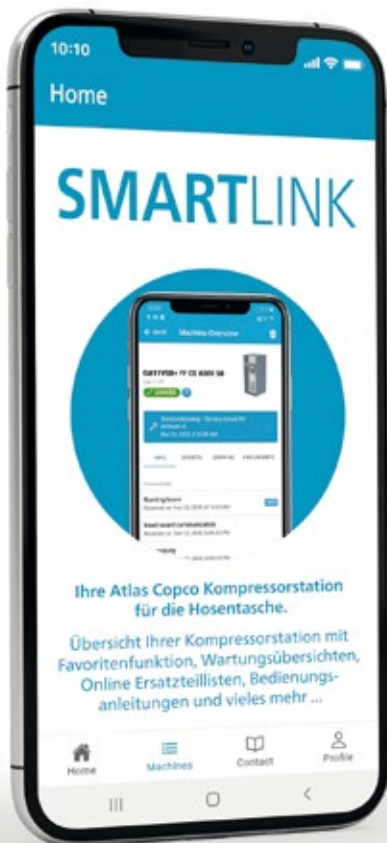 10:10
Home
SMARTLINK
Machine Overview
Ihre Atlas Copco Kompressorstation
für die Hosentasche.
Übersicht Ihrer Kompressorstation mit
Favoritenfunktion, Wartungsübersichten,
Online Ersatzteillisten, Bedienungs-
anleitungen und vieles mehr ...
Home
Machines
Contact
Profile